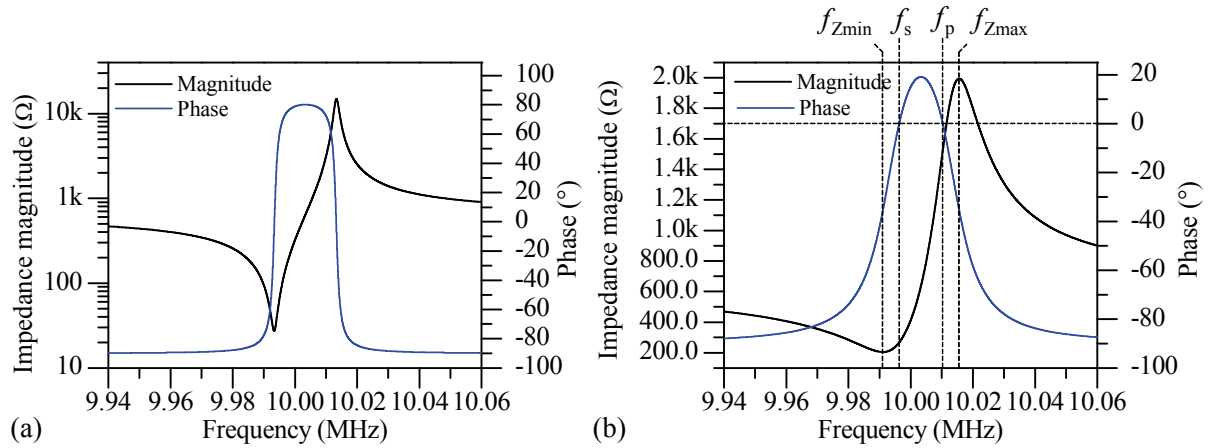 Magnitude
Phase
Impedance magnitude (Ω)
10k
1k
100
10
100
80
60
40
20
0
-20
-40
-60
-80
-100
Phase (°)
9.94 9.96 9.98 10.00 10.02 10.04 10.06
Frequency (MHz)
(a)
fZmin fs fp fZmax
Magnitude
Phase
Impedance magnitude (Ω)
2.0k
1.8k
1.6k
1.4k
1.2k
1.0k
800.0
600.0
400.0
200.0
20
0
-20
-40
-60
-80
-100
Phase (°)
9.94 9.96 9.98 10.00 10.02 10.04 10.06
Frequency (MHz)
(b)